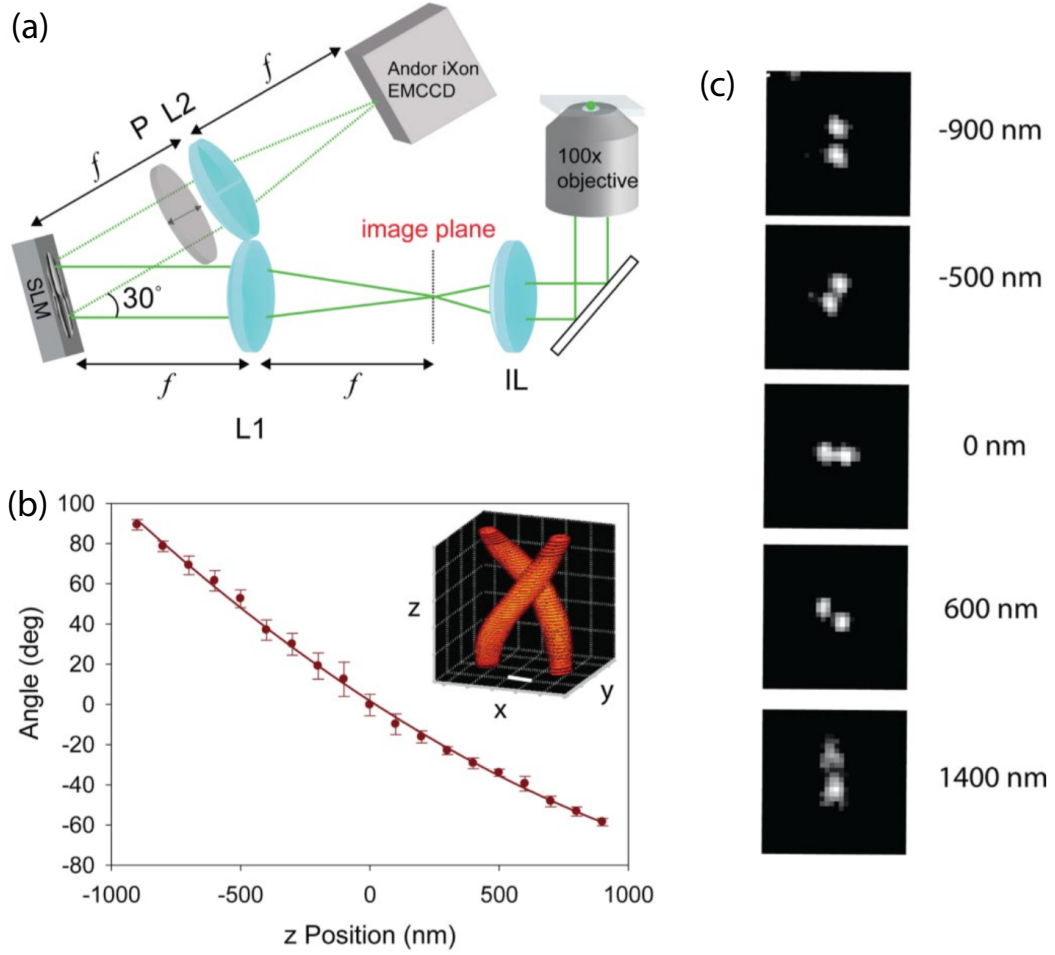 (a)
f
Andor iXon
EMCCD
P L2
f
100x
objective
image plane
SLM
30°
f
f
IL
L1
(b)
100
80
60
40
20
0
-20
-40
-60
-80
Angle (deg)
-1000
-500
0
500
1000
z Position (nm)
z
x
y
(c)
-900 nm
-500 nm
0 nm
600 nm
1400 nm